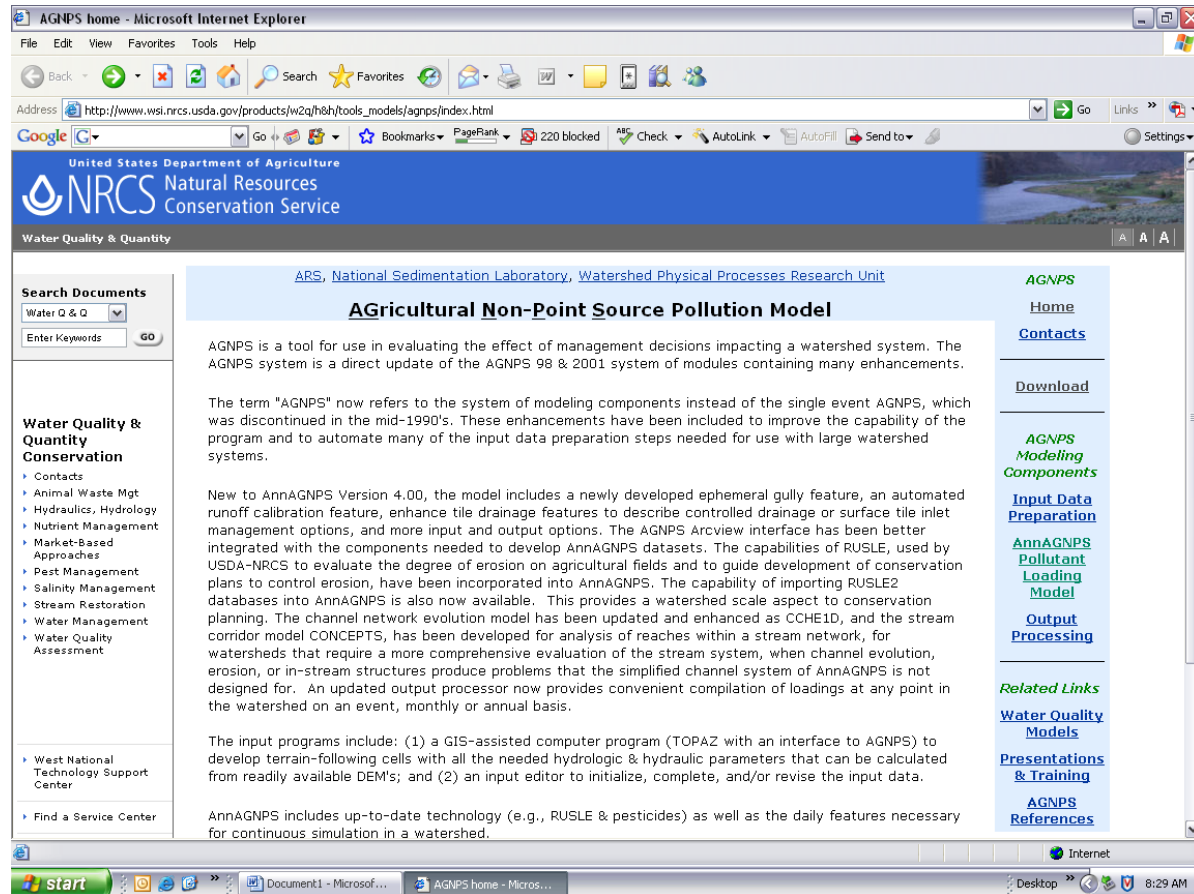 AGNPS home - Microsoft Internet Explorer
File Edit View Favorites Tools Help
Back Search Favorites
Address http://www.wsi.nrcs.usda.gov/products/w2q/h&h/tools_models/agnps/index.html Go Links »
Google G Go Bookmarks PageRank 220 blocked ABC Check AutoLink AutoFill Send to Settings
United States Department of Agriculture
NRCS Natural Resources
Conservation Service
Water Quality & Quantity A A A
Search Documents
Water Q & Q
Enter Keywords GO
Water Quality &
Quantity
Conservation
Contacts
Animal Waste Mgt
Hydraulics, Hydrology
Nutrient Management
Market-Based
Approaches
Pest Management
Salinity Management
Stream Restoration
Water Management
Water Quality
Assessment
West National
Technology Support
Center
Find a Service Center
ARS, National Sedimentation Laboratory, Watershed Physical Processes Research Unit
AGricultural Non-Point Source Pollution Model
AGNPS is a tool for use in evaluating the effect of management decisions impacting a watershed system. The
AGNPS system is a direct update of the AGNPS 98 & 2001 system of modules containing many enhancements.
The term "AGNPS" now refers to the system of modeling components instead of the single event AGNPS, which
was discontinued in the mid-1990's. These enhancements have been included to improve the capability of the
program and to automate many of the input data preparation steps needed for use with large watershed
systems.
New to AnnAGNPS Version 4.00, the model includes a newly developed ephemeral gully feature, an automated
runoff calibration feature, enhance tile drainage features to describe controlled drainage or surface tile inlet
management options, and more input and output options. The AGNPS Arcview interface has been better
integrated with the components needed to develop AnnAGNPS datasets. The capabilities of RUSLE, used by
USDA-NRCS to evaluate the degree of erosion on agricultural fields and to guide development of conservation
plans to control erosion, have been incorporated into AnnAGNPS. The capability of importing RUSLE2
databases into AnnAGNPS is also now available. This provides a watershed scale aspect to conservation
planning. The channel network evolution model has been updated and enhanced as CCHE1D, and the stream
corridor model CONCEPTS, has been developed for analysis of reaches within a stream network, for
watersheds that require a more comprehensive evaluation of the stream system, when channel evolution,
erosion, or in-stream structures produce problems that the simplified channel system of AnnAGNPS is not
designed for. An updated output processor now provides convenient compilation of loadings at any point in
the watershed on an event, monthly or annual basis.
The input programs include: (1) a GIS-assisted computer program (TOPAZ with an interface to AGNPS) to
develop terrain-following cells with all the needed hydrologic & hydraulic parameters that can be calculated
from readily available DEM's; and (2) an input editor to initialize, complete, and/or revise the input data.
AnnAGNPS includes up-to-date technology (e.g., RUSLE & pesticides) as well as the daily features necessary
for continuous simulation in a watershed.
AGNPS
Home
Contacts
Download
AGNPS
Modeling
Components
Input Data
Preparation
AnnAGNPS
Pollutant
Loading
Model
Output
Processing
Related Links
Water Quality
Models
Presentations
& Training
AGNPS
References
Internet
start » Document1 - Microsof... AGNPS home - Micros... Desktop » 8:29 AM